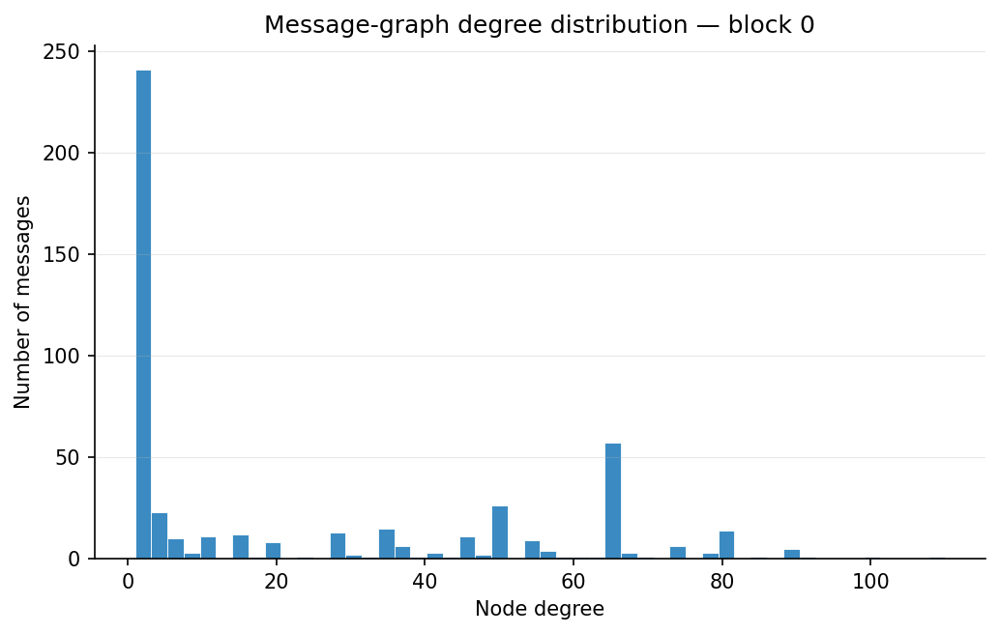 Message-graph degree distribution — block 0
Number of messages
250
200
150
100
50
0
0 20 40 60 80 100
Node degree